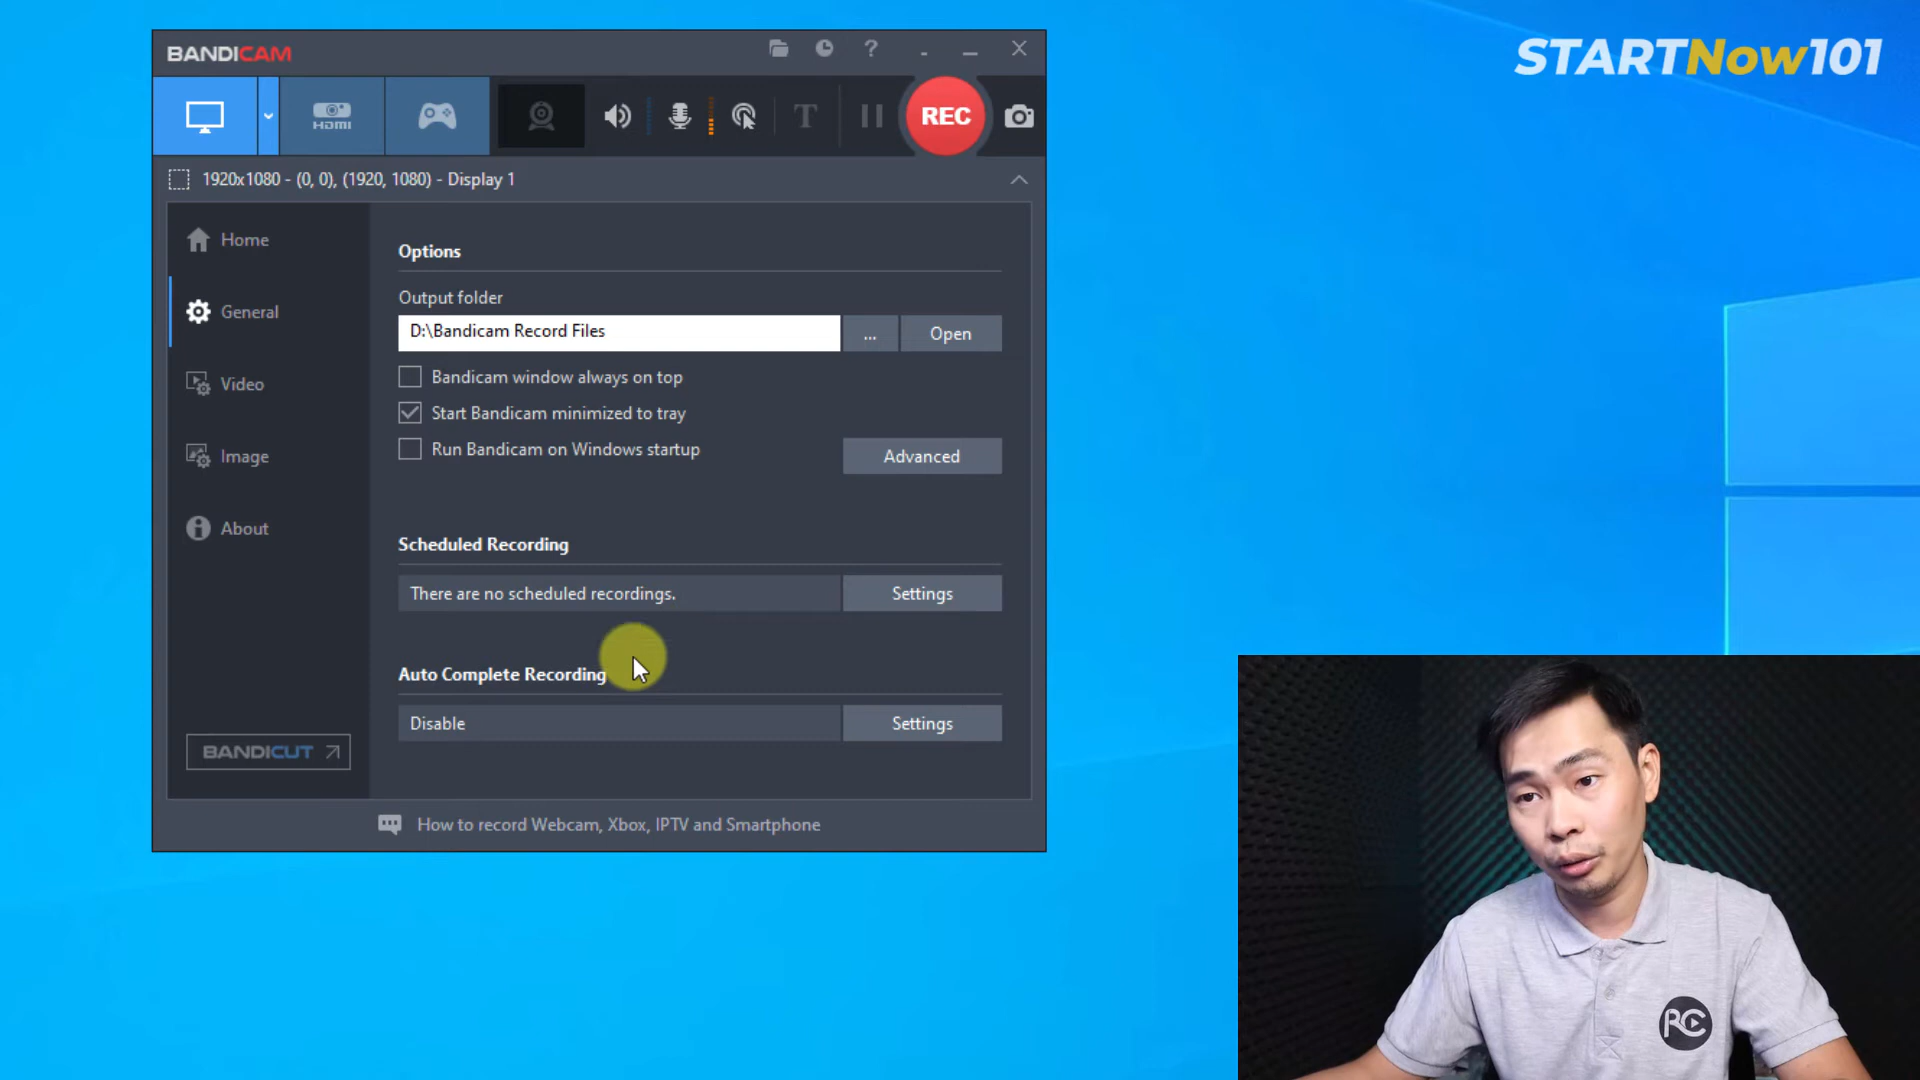 BANDICAM
STARTNow101
HDMI
T
REC
1920x1080 - (0, 0), (1920, 1080) - Display 1
Home
General
Video
Image
About
BANDICUT
Options
Output folder
D:\Bandicam Record Files
...
Open
Bandicam window always on top
Start Bandicam minimized to tray
Run Bandicam on Windows startup
Advanced
Scheduled Recording
There are no scheduled recordings.
Settings
Auto Complete Recording
Disable
Settings
How to record Webcam, Xbox, IPTV and Smartphone
RC